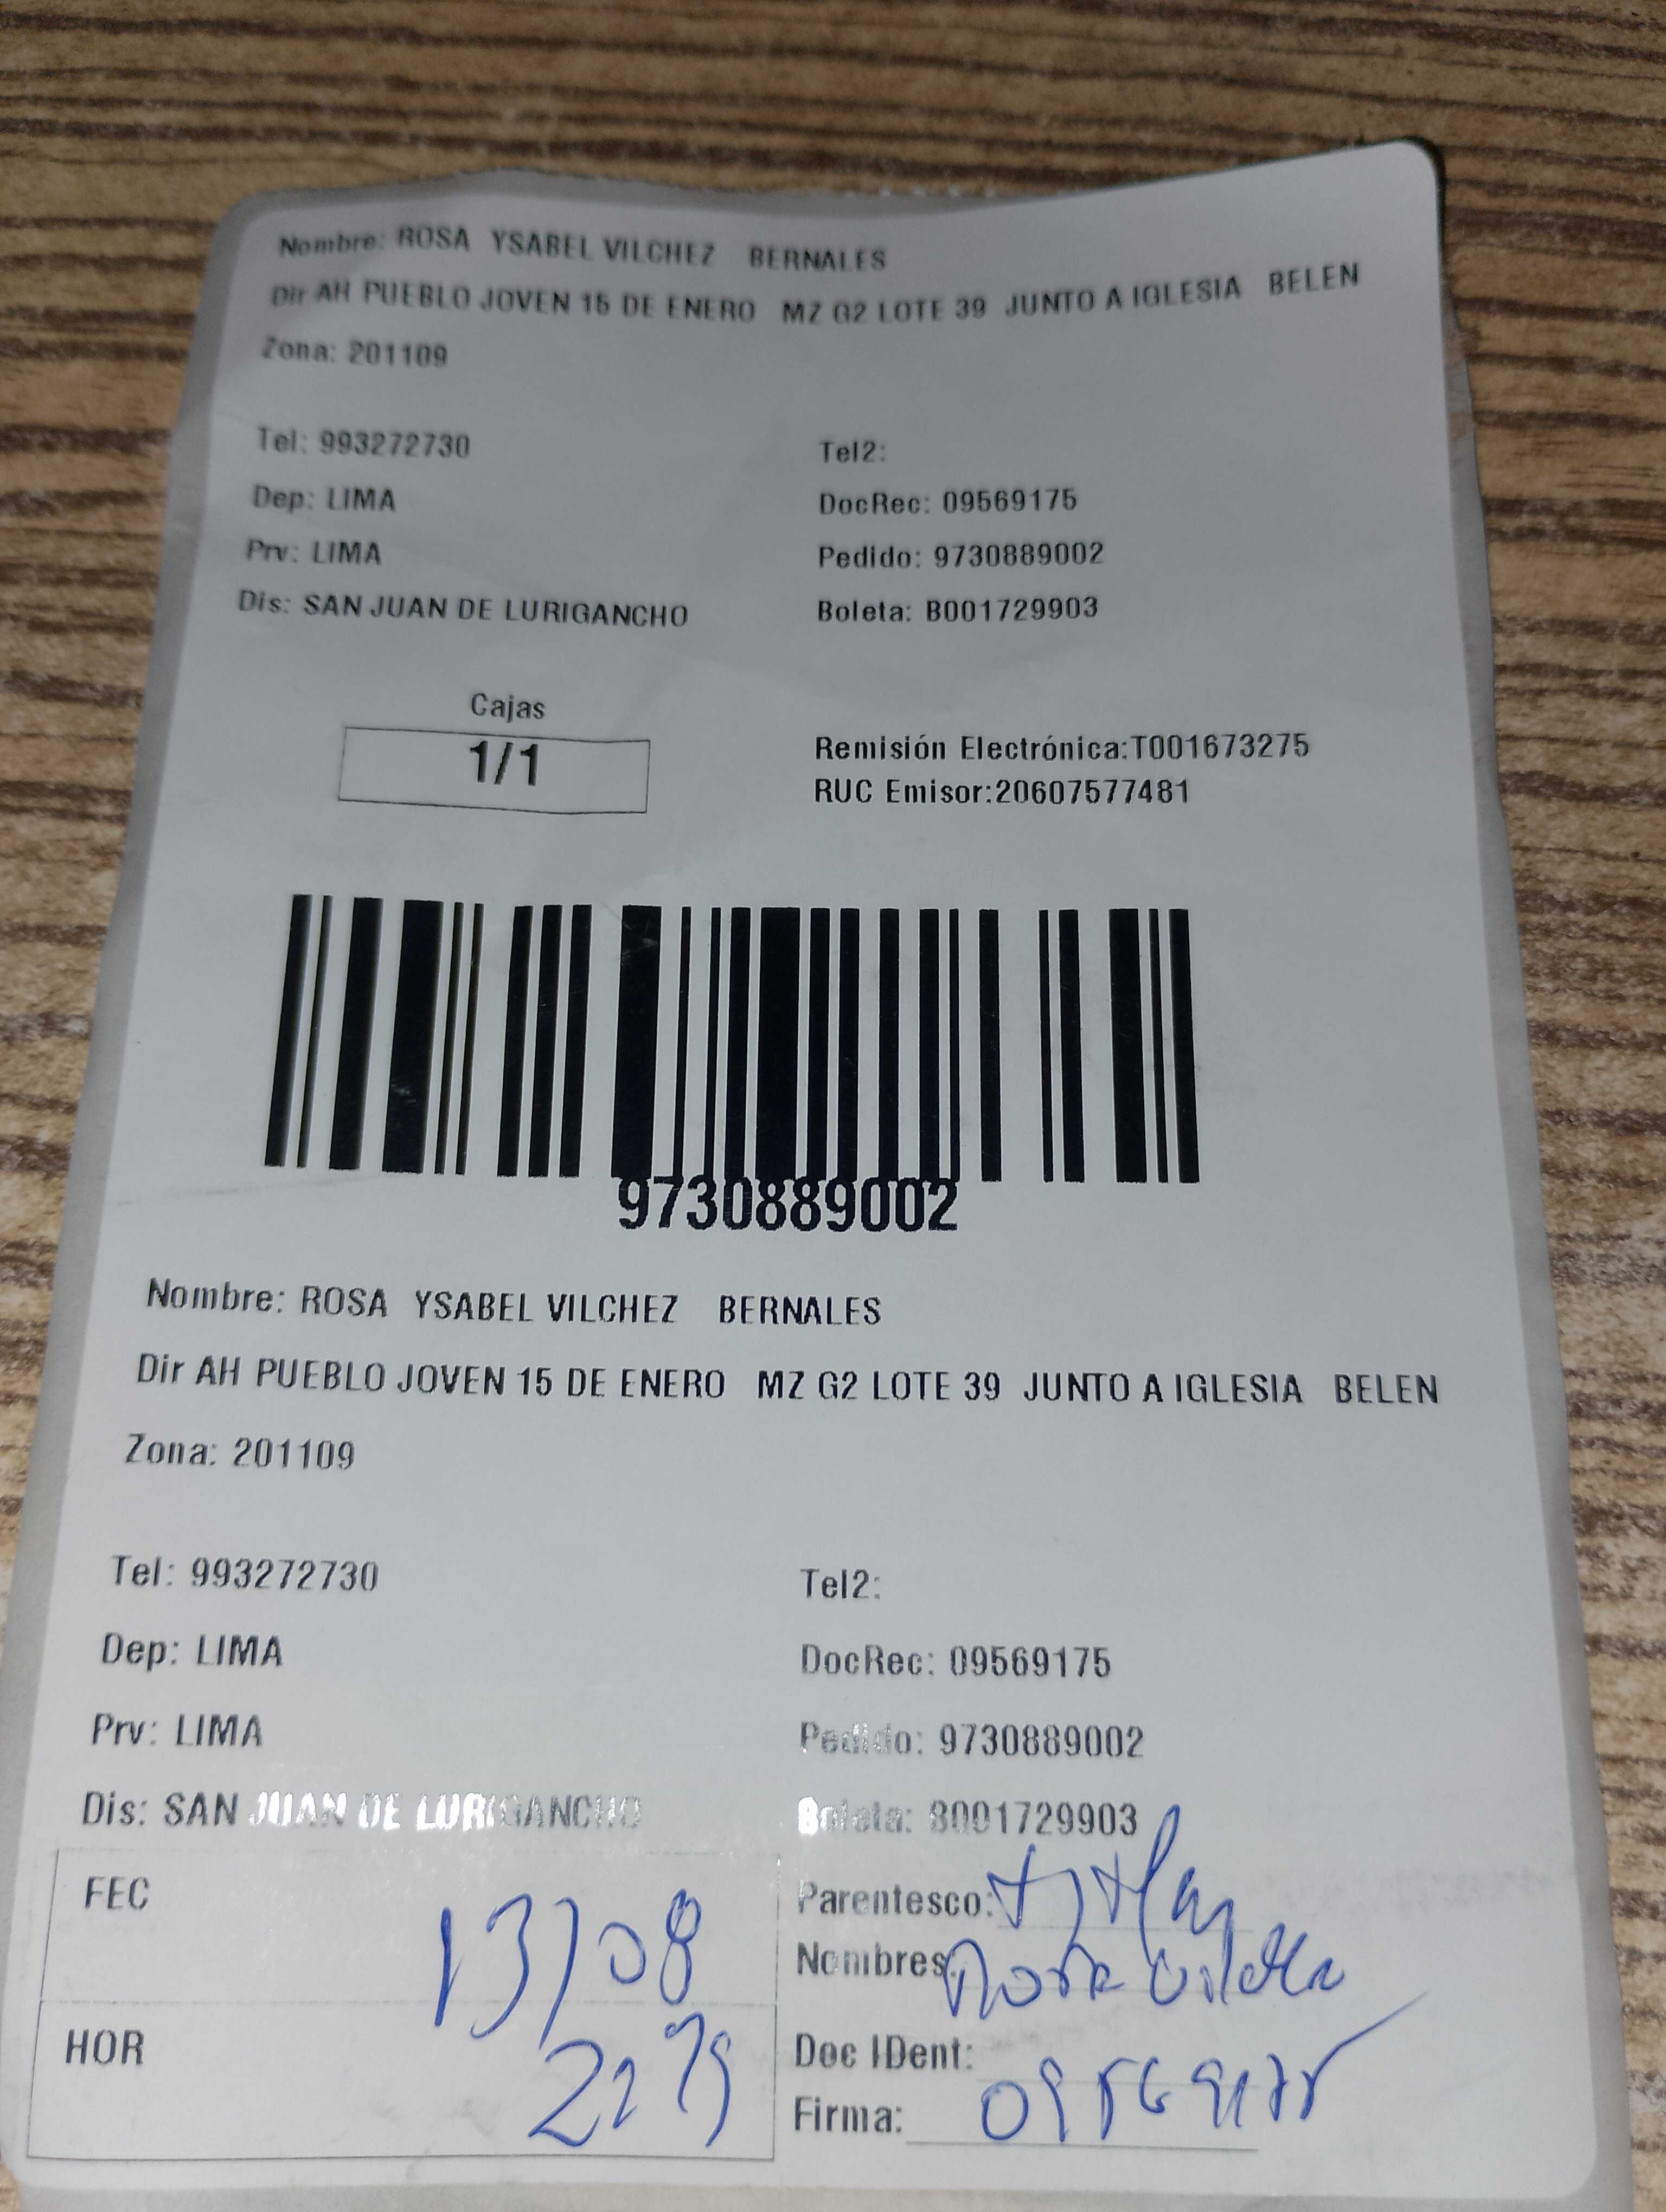 Nombre: ROSA YSABEL VILCHEZ BERNALES
Dir AH PUEBLO JOVEN 15 DE ENERO MZ G2 LOTE 39 JUNTO A IGLESIA BELEN
Zona: 201109
Tel: 993272730 Tel2:
Dep: LIMA DocRec: 09569175
Prv: LIMA Pedido: 9730889002
Dis: SAN JUAN DE LURIGANCHO Boleta: B001729903
Cajas
1/1
Remisión Electrónica:T001673275
RUC Emisor:20607577481
9730889002
Nombre: ROSA YSABEL VILCHEZ BERNALES
Dir AH PUEBLO JOVEN 15 DE ENERO MZ G2 LOTE 39 JUNTO A IGLESIA BELEN
Zona: 201109
Tel: 993272730 Tel2:
Dep: LIMA DocRec: 09569175
Prv: LIMA Pedido: 9730889002
Dis: SAN JUAN DE LURIGANCHO Boleta: B001729903
FEC 13/08 Parentesco:
Nombres: Rosa Vilchez
HOR Doc IDent:
Firma: 09569175